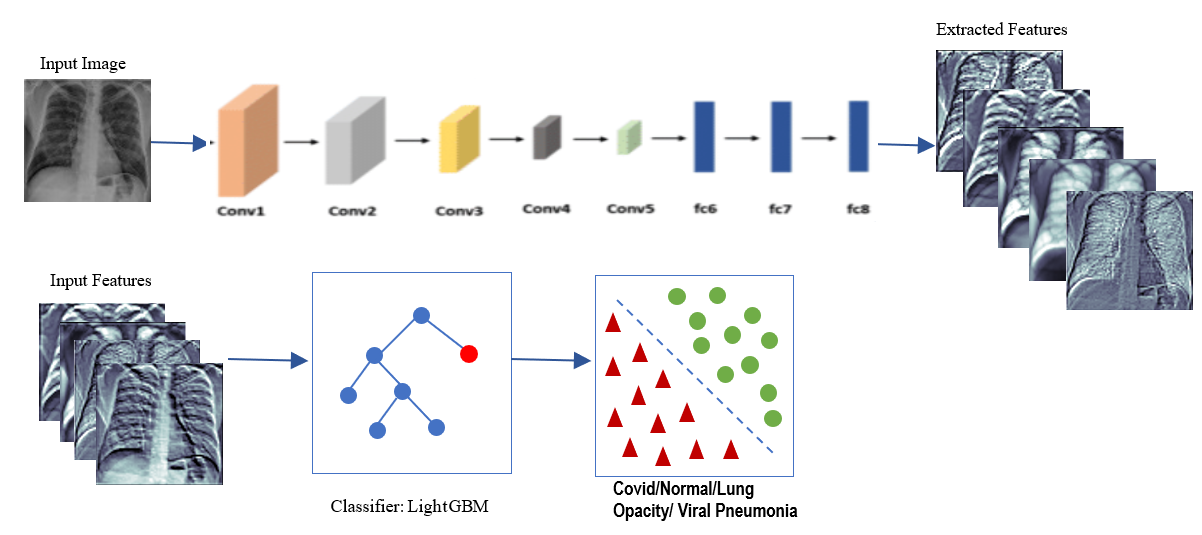 Extracted Features
Input Image
Conv1
Conv2
Conv3
Conv4
Conv5
fc6
fc7
fc8
Input Features
Classifier: LightGBM
Covid/Normal/Lung
Opacity/ Viral Pneumonia